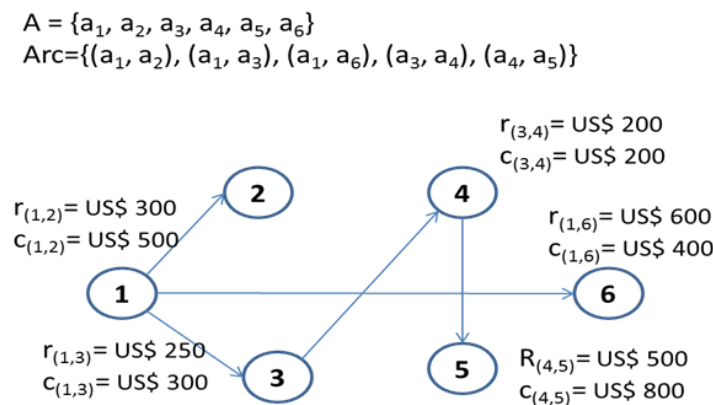 A = {a₁, a₂, a₃, a₄, a₅, a₆}
Arc={(a₁, a₂), (a₁, a₃), (a₁, a₆), (a₃, a₄), (a₄, a₅)}
r₍₃,₄₎= US$ 200
c₍₃,₄₎= US$ 200
2
4
r₍₁,₂₎= US$ 300
c₍₁,₂₎= US$ 500
r₍₁,₆₎= US$ 600
c₍₁,₆₎= US$ 400
1
6
r₍₁,₃₎= US$ 250
c₍₁,₃₎= US$ 300
3
5
R₍₄,₅₎= US$ 500
c₍₄,₅₎= US$ 800